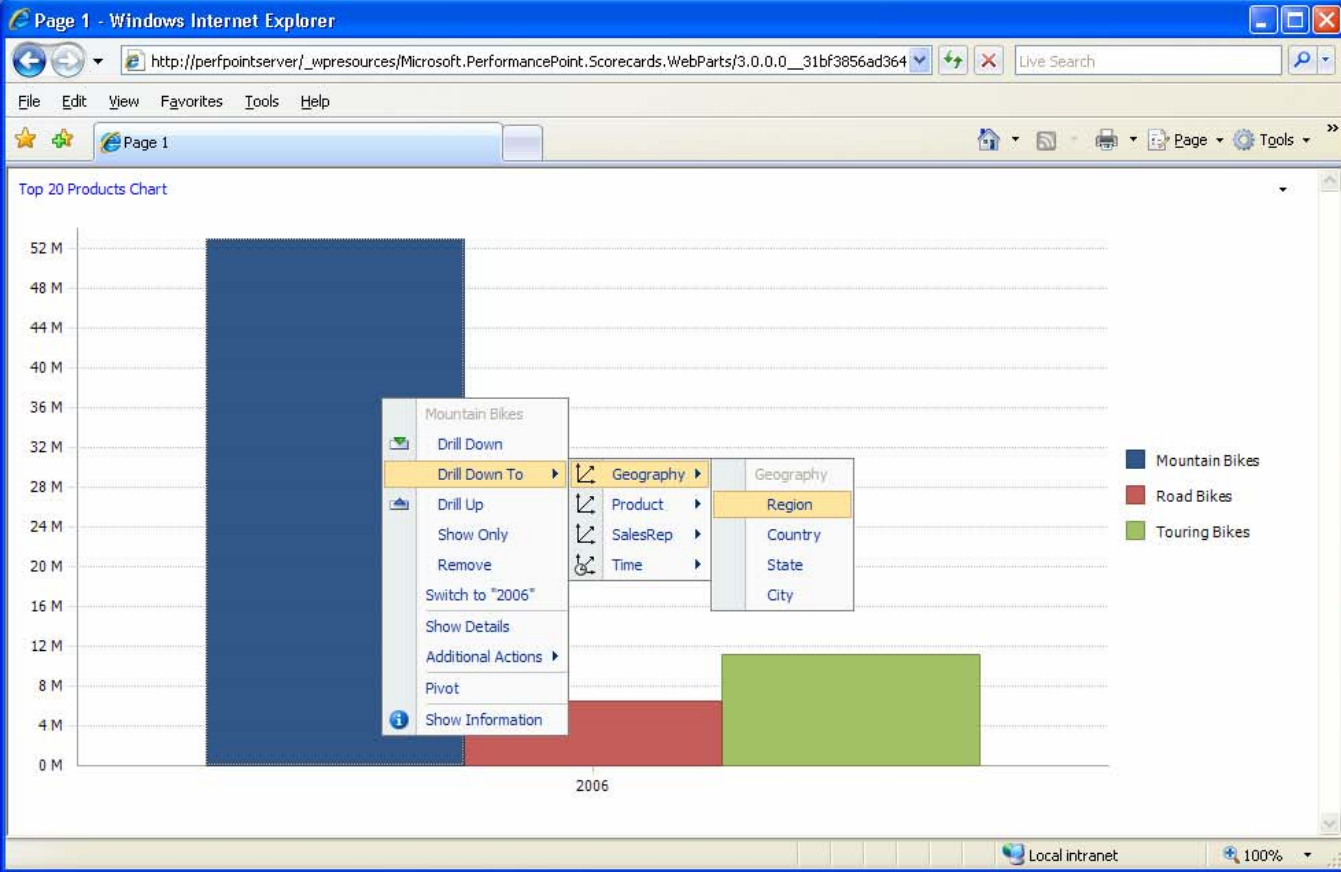 Page 1 - Windows Internet Explorer
http://perfpointserver/_wpresources/Microsoft.PerformancePoint.Scorecards.WebParts/3.0.0.0__31bf3856ad364
Live Search
File Edit View Favorites Tools Help
Page 1
Page Tools »
Top 20 Products Chart
52 M
48 M
44 M
40 M
36 M
32 M
28 M
24 M
20 M
16 M
12 M
8 M
4 M
0 M
2006
Mountain Bikes
Drill Down
Drill Down To
Drill Up
Show Only
Remove
Switch to "2006"
Show Details
Additional Actions
Pivot
Show Information
Geography
Product
SalesRep
Time
Geography
Region
Country
State
City
Mountain Bikes
Road Bikes
Touring Bikes
Local intranet
100%